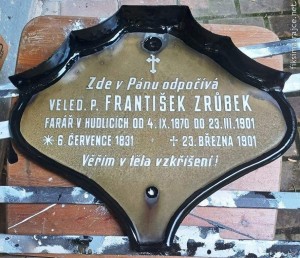 Zde v Pánu odpočívá
VELED. P. FRANTIŠEK ZRŮBEK
FARÁŘ V HUDLICÍCH OD 4. IX. 1870 DO 23. III. 1901
* 6. ČERVENCE 1831 + 23. BŘEZNA 1901
Věřím v těla vzkříšení!